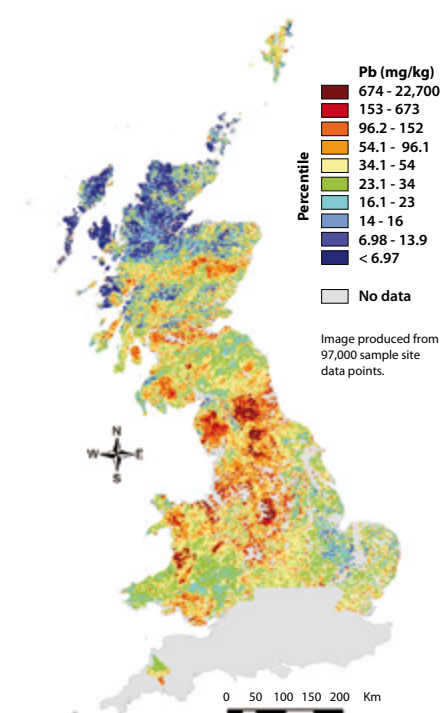 Pb (mg/kg)
Percentile
674 - 22,700
153 - 673
96.2 - 152
54.1 - 96.1
34.1 - 54
23.1 - 34
16.1 - 23
14 - 16
6.98 - 13.9
< 6.97
No data
Image produced from
97,000 sample site
data points.
N
W E
S
0 50 100 150 200 Km